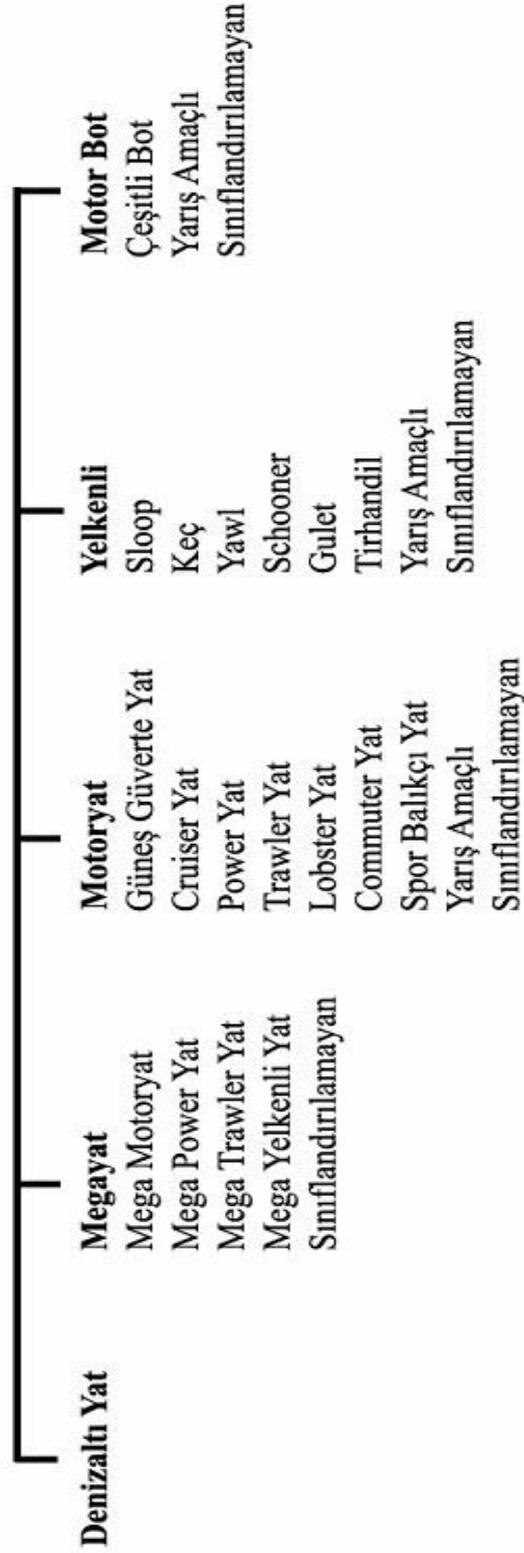 Denizaltı Yat
Megayat
Mega Motoryat
Mega Power Yat
Mega Trawler Yat
Mega Yelkenli Yat
Sınıflandırılamayan
Motoryat
Güneş Güverte Yat
Cruiser Yat
Power Yat
Trawler Yat
Lobster Yat
Commuter Yat
Spor Balıkçı Yat
Yarış Amaçlı
Sınıflandırılamayan
Yelkenli
Sloop
Keç
Yawl
Schooner
Gulet
Tirhandil
Yarış Amaçlı
Sınıflandırılamayan
Motor Bot
Çeşitli Bot
Yarış Amaçlı
Sınıflandırılamayan